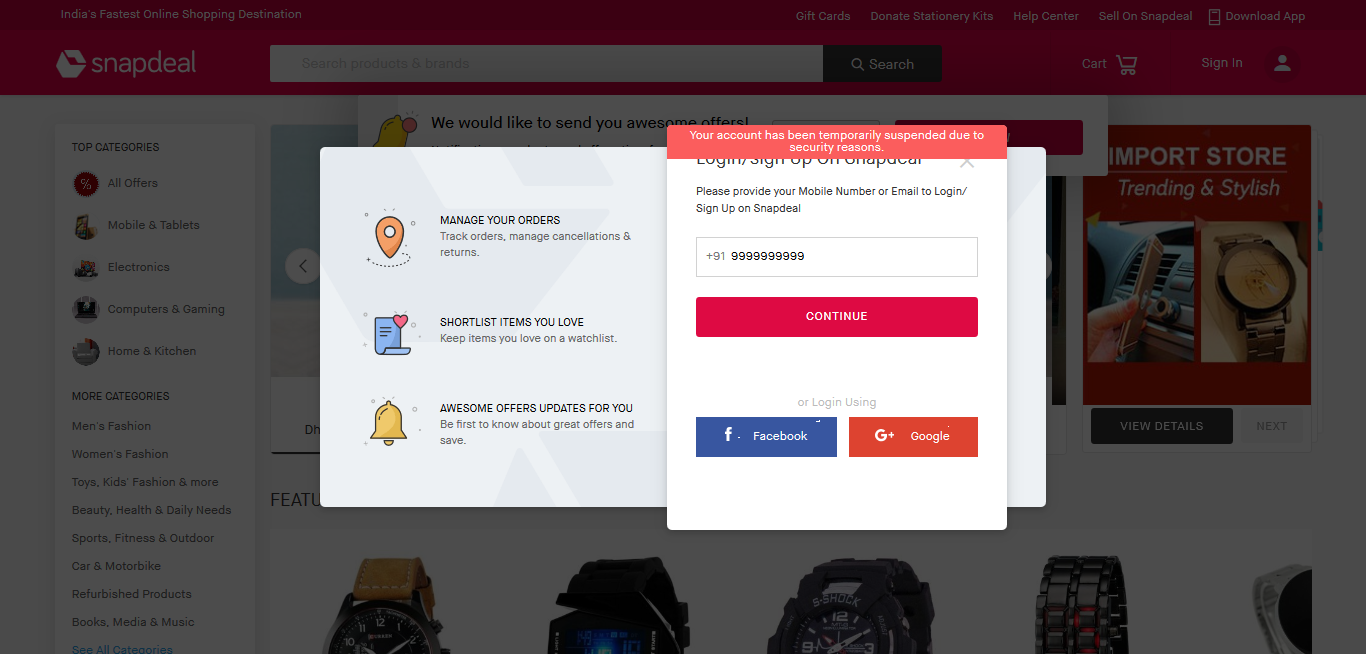 India's Fastest Online Shopping Destination
Gift Cards
Donate Stationery Kits
Help Center
Sell On Snapdeal
Download App
snapdeal
Search products & brands
Search
Cart
Sign In
We would like to send you awesome offers!
Your account has been temporarily suspended due to
security reasons.
Login/Sign Up On Snapdeal
Please provide your Mobile Number or Email to Login/
Sign Up on Snapdeal
+91 9999999999
CONTINUE
or Login Using
Facebook
G+ Google
MANAGE YOUR ORDERS
Track orders, manage cancellations &
returns.
SHORTLIST ITEMS YOU LOVE
Keep items you love on a watchlist.
AWESOME OFFERS UPDATES FOR YOU
Be first to know about great offers and
save.
TOP CATEGORIES
All Offers
Mobile & Tablets
Electronics
Computers & Gaming
Home & Kitchen
MORE CATEGORIES
Men's Fashion
Women's Fashion
Toys, Kids' Fashion & more
Beauty, Health & Daily Needs
Sports, Fitness & Outdoor
Car & Motorbike
Refurbished Products
Books, Media & Music
See All Categories
Dh
FEATU
IMPORT STORE
Trending & Stylish
VIEW DETAILS
NEXT
S-SHOCK